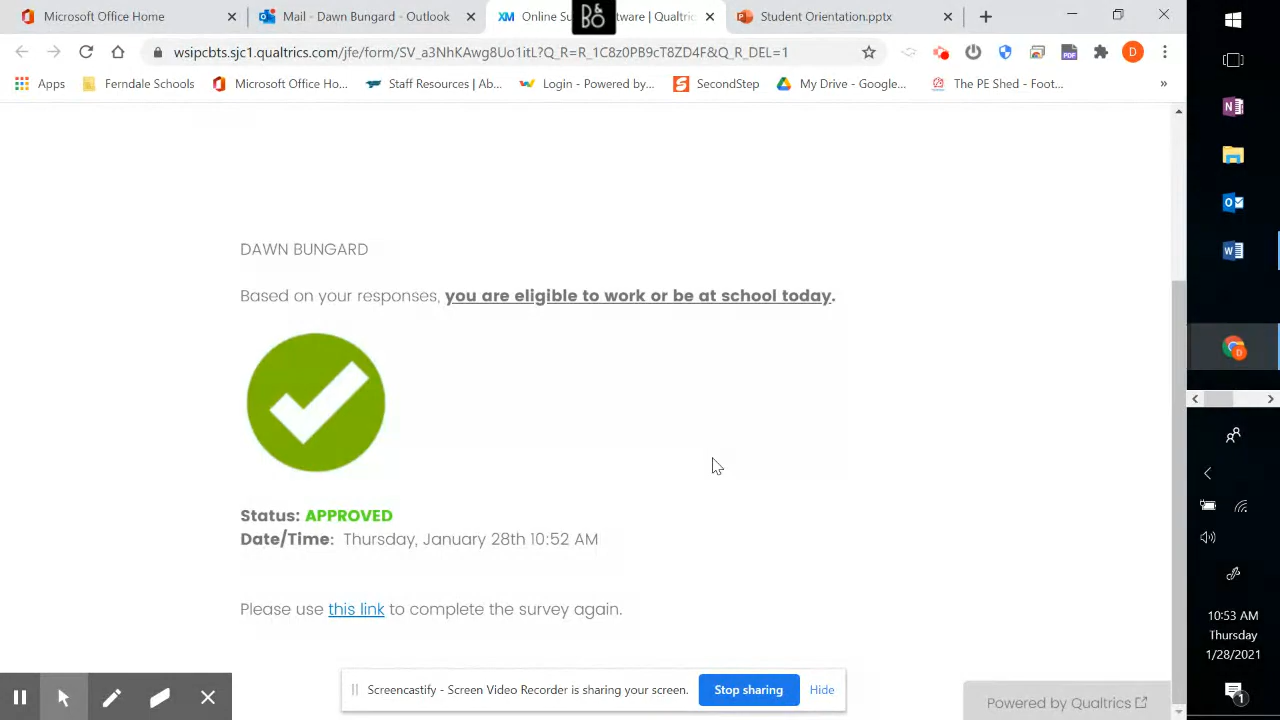 Microsoft Office Home
Mail - Dawn Bungard - Outlook
XM Online Su
tware | Qualtric
B&O
Student Orientation.pptx
wsipcbts.sjc1.qualtrics.com/jfe/form/SV_a3NhKAwg8Uo1itL?Q_R=R_1C8z0PB9cT8ZD4F&Q_R_DEL=1
PDF
D
Apps
Ferndale Schools
Microsoft Office Ho...
Staff Resources | Ab...
Login - Powered by...
SecondStep
My Drive - Google...
The PE Shed - Foot...
»
DAWN BUNGARD
Based on your responses, you are eligible to work or be at school today.
Status: APPROVED
Date/Time: Thursday, January 28th 10:52 AM
Please use this link to complete the survey again.
Screencastify - Screen Video Recorder is sharing your screen.
Stop sharing
Hide
Powered by Qualtrics
N
O
W
D
10:53 AM
Thursday
1/28/2021
1